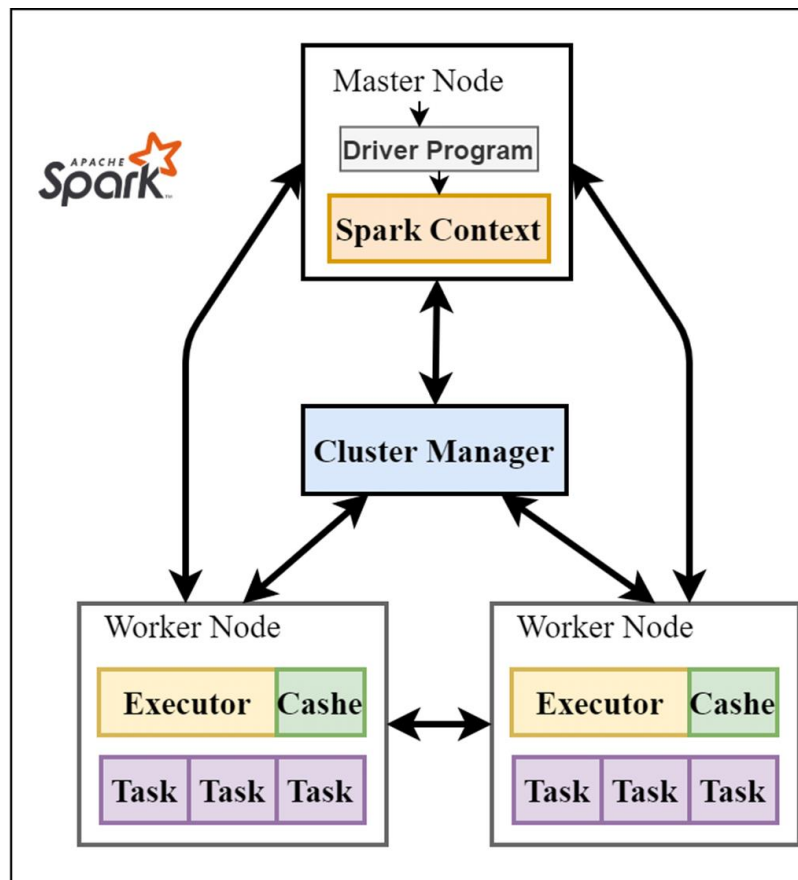 Master Node
Driver Program
Spark Context
APACHE
Spark™
Cluster Manager
Worker Node
Executor Cashe
Task Task Task
Worker Node
Executor Cashe
Task Task Task